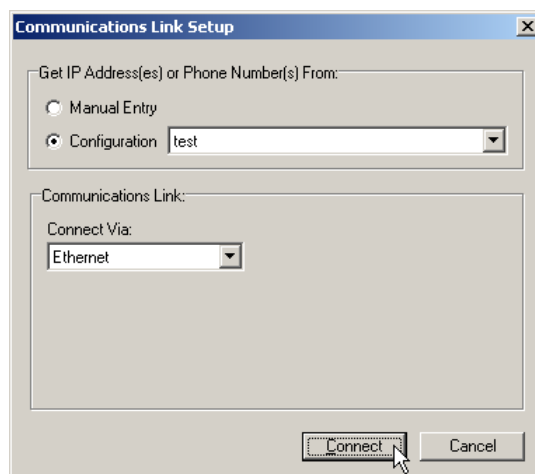 Communications Link Setup
Get IP Address(es) or Phone Number(s) From:
Manual Entry
Configuration test
Communications Link:
Connect Via:
Ethernet
Connect Cancel